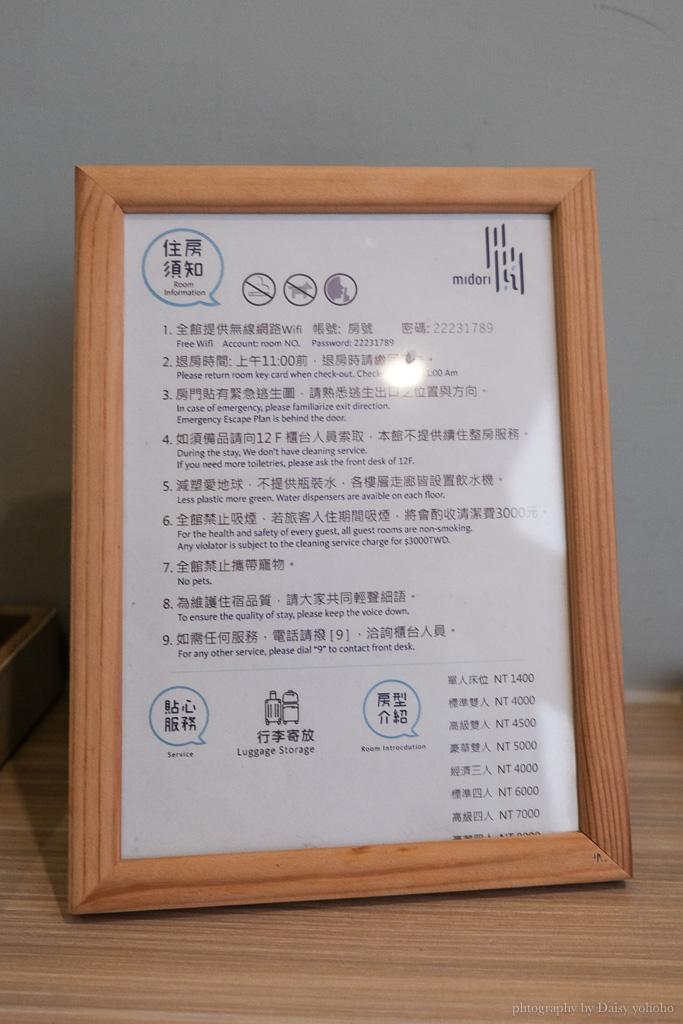 住房
須知
Room
Information
midori
1. 全館提供無線網路Wifi 帳號: 房號 密碼: 22231789
Free Wifi Account: room NO. Password: 22231789
2. 退房時間: 上午11:00前，退房時請繳
Please return room key card when check-out. Check :00 Am
3. 房門貼有緊急逃生圖，請熟悉逃生出口之位置與方向。
In case of emergency, please familiarize exit direction.
Emergency Escape Plan is behind the door.
4. 如須備品請向12 F 櫃台人員索取，本館不提供續住整房服務。
During the stay, We don't have cleaning service.
If you need more toiletries, please ask the front desk of 12F.
5. 減塑愛地球，不提供瓶裝水，各樓層走廊皆設置飲水機。
Less plastic more green. Water dispensers are avaible on each floor.
6. 全館禁止吸煙，若旅客入住期間吸煙，將會酌收清潔費3000元。
For the health and safety of every guest, all guest rooms are non-smoking.
Any violator is subject to the cleaning service charge for $3000TWD.
7. 全館禁止攜帶寵物。
No pets.
8. 為維護住宿品質，請大家共同輕聲細語。
To ensure the quality of stay, please keep the voice down.
9. 如需任何服務，電話請撥 [ 9 ]，洽詢櫃台人員。
For any other service, please dial "9" to contact front desk.
貼心
服務
Service
行李寄放
Luggage Storage
房型
介紹
Room Introcdution
單人床位 NT 1400
標準雙人 NT 4000
高級雙人 NT 4500
豪華雙人 NT 5000
經濟三人 NT 4000
標準四人 NT 6000
高級四人 NT 7000
phtography by Daisy yohoho